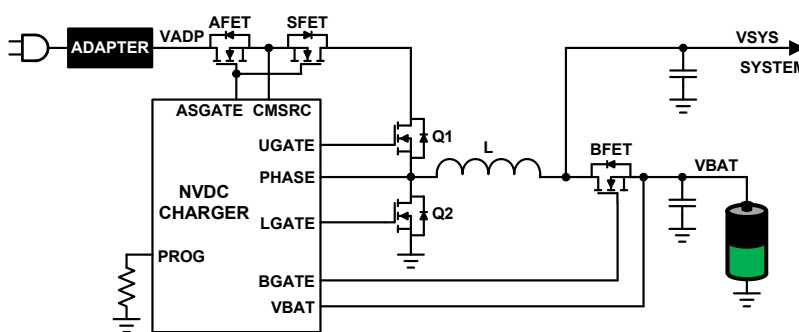 AFET SFET
ADAPTER VADP
VSYS
SYSTEM
ASGATE CMSRC
UGATE Q1
L BFET
PHASE VBAT
NVDC
CHARGER
LGATE Q2
PROG
BGATE
VBAT